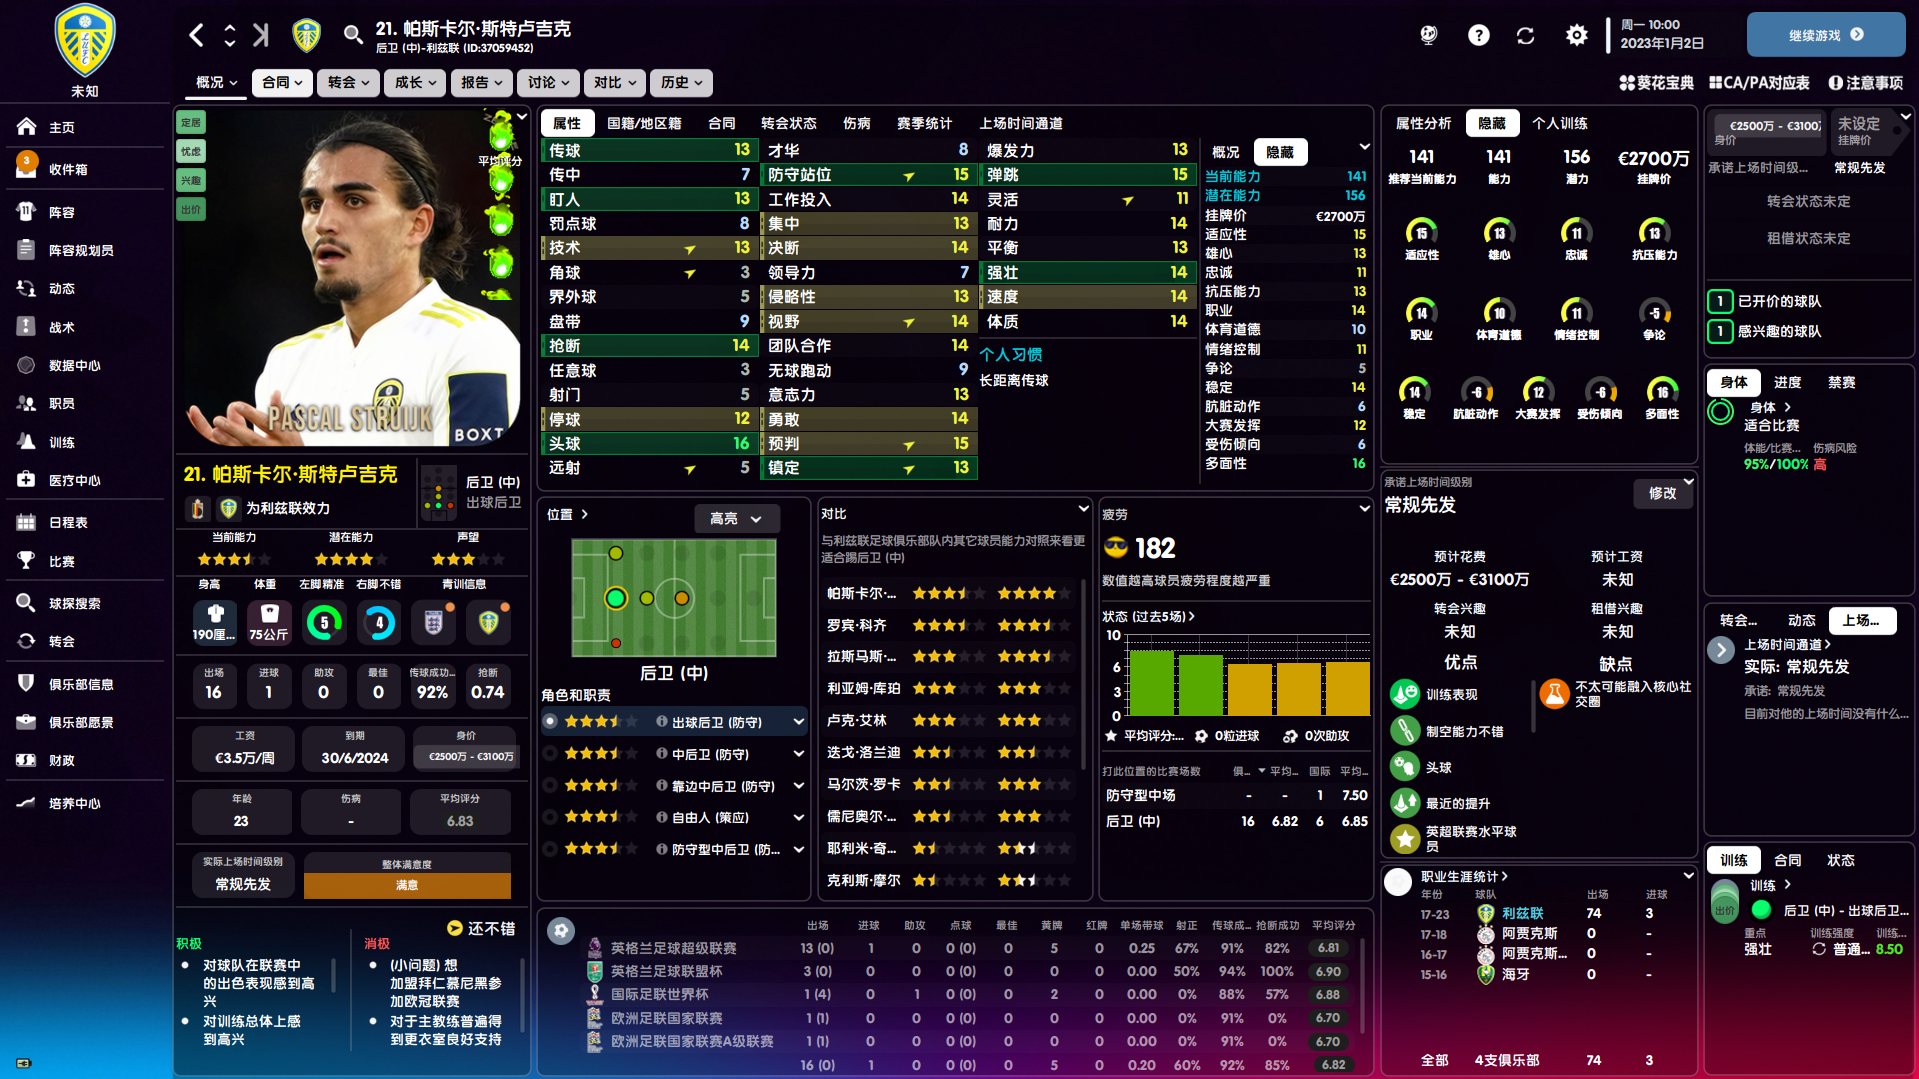 未知
主页
3
收件箱
阵容
阵容规划员
动态
战术
数据中心
职员
训练
医疗中心
日程表
比赛
球探搜索
转会
俱乐部信息
俱乐部愿景
财政
培养中心
21. 帕斯卡尔·斯特卢吉克
后卫 (中)-利兹联 (ID:37059452)
周一 10:00
2023年1月2日
继续游戏
概况 合同 转会 成长 报告 讨论 对比 历史
葵花宝典 CA/PA对应表 注意事项
定居
忧虑
兴趣
出价
平均评分
PASCAL STRUIJK
BOXT
21. 帕斯卡尔·斯特卢吉克
为利兹联效力
后卫 (中)
出球后卫
当前能力 潜在能力 声望
身高 体重 左脚精准 右脚不错 青训信息
190厘... 75公斤 5 4
出场 进球 助攻 最佳 传球成功... 抢断
16 1 0 0 92% 0.74
工资 到期 身价
€3.5万/周 30/6/2024 €2500万 - €3100万
年龄 伤病 平均评分
23 - 6.83
实际上场时间级别 整体满意度
常规先发 满意
还不错
积极 消极
对球队在联赛中
的出色表现感到高
兴
对训练总体上感
到高兴
(小问题) 想
加盟拜仁慕尼黑参
加欧冠联赛
对于主教练普遍得
到更衣室良好支持
属性 国籍/地区籍 合同 转会状态 伤病 赛季统计 上场时间通道
传球 13 才华 8 爆发力 13
传中 7 防守站位 15 弹跳 15
盯人 13 工作投入 14 灵活 11
罚点球 8 集中 13 耐力 14
技术 13 决断 14 平衡 13
角球 3 领导力 7 强壮 14
界外球 5 侵略性 13 速度 14
盘带 9 视野 14 体质 14
抢断 14 团队合作 14
任意球 3 无球跑动 9
射门 5 意志力 13
停球 12 勇敢 14
头球 16 预判 15
远射 5 镇定 13
个人习惯
长距离传球
概况 隐藏
当前能力 141
潜在能力 156
挂牌价 €2700万
适应性 15
雄心 13
忠诚 11
抗压能力 13
职业 14
体育道德 10
情绪控制 11
争论 5
稳定 14
肮脏动作 6
大赛发挥 12
受伤倾向 6
多面性 16
位置
高亮
后卫 (中)
角色和职责
出球后卫 (防守)
中后卫 (防守)
靠边中后卫 (防守)
自由人 (策应)
防守型中后卫 (防...
对比
与利兹联足球俱乐部队内其它球员能力对照来看更
适合踢后卫 (中)
帕斯卡尔·...
罗宾·科齐
拉斯马斯·...
利亚姆·库珀
卢克·艾林
迭戈·洛兰迪
马尔茨·罗卡
儒尼奥尔·...
耶利米·奇...
克利斯·摩尔
疲劳
182
数值越高球员疲劳程度越严重
状态 (过去5场)
10
6
3
0
平均评分:... 0粒进球 0次助攻
打此位置的比赛场数 俱... 平均... 国际 平均...
防守型中场 - - 1 7.50
后卫 (中) 16 6.82 6 6.85
出场 进球 助攻 点球 最佳 黄牌 红牌 单场带球 射正 传球成... 抢断成功 平均评分
英格兰足球超级联赛 13 (0) 1 0 0 (0) 0 5 0 0.25 67% 91% 82% 6.81
英格兰足球联盟杯 3 (0) 0 0 0 (0) 0 0 0 0.00 50% 94% 100% 6.90
国际足联世界杯 1 (4) 0 1 0 (0) 0 2 0 0.00 0% 88% 57% 6.88
欧洲足联国家联赛 1 (1) 0 0 0 (0) 0 0 0 0.00 0% 91% 0% 6.70
欧洲足联国家联赛A级联赛 1 (1) 0 0 0 (0) 0 0 0 0.00 0% 91% 0% 6.70
16 (0) 1 0 0 (0) 0 5 0 0.20 60% 92% 85% 6.82
属性分析 隐藏 个人训练
141 141 156 €2700万
推荐当前能力 能力 潜力 挂牌价
15 13 11 13
适应性 雄心 忠诚 抗压能力
14 10 11 -5
职业 体育道德 情绪控制 争论
14 -6 12 -6 16
稳定 肮脏动作 大赛发挥 受伤倾向 多面性
承诺上场时间级别
常规先发
修改
预计花费 预计工资
€2500万 - €3100万 未知
转会兴趣 租借兴趣
未知 未知
优点 缺点
训练表现
制空能力不错
头球
最近的提升
英超联赛水平球
员
不太可能融入核心社
交圈
职业生涯统计
年份 球队 出场 进球
17-23 利兹联 74 3
17-18 阿贾克斯 0 -
16-17 阿贾克斯... 0 -
15-16 海牙 0 -
全部 4支俱乐部 74 3
€2500万 - €3100万
身价
未设定
挂牌价
承诺上场时间级... 常规先发
转会状态未定
租借状态未定
1 已开价的球队
1 感兴趣的球队
身体 进度 禁赛
身体
适合比赛
体能/比赛... 伤病风险
95%/100% 高
转会... 动态 上场...
上场时间通道
实际: 常规先发
承诺: 常规先发
目前对他的上场时间没有什么...
训练 合同 状态
训练
出价
后卫 (中) - 出球后卫...
重点 训练强度 训练...
强壮 普通... 8.50